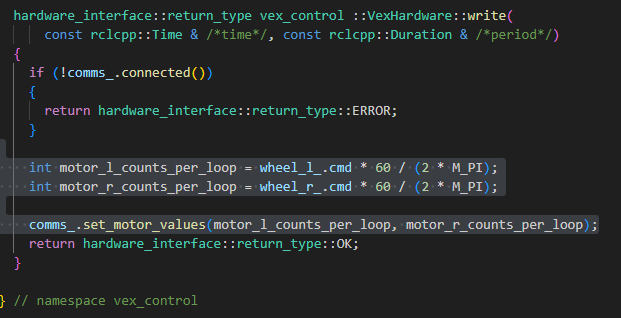 hardware_interface::return_type vex_control ::VexHardware::write(
const rclcpp::Time & /*time*/, const rclcpp::Duration & /*period*/)
{
if (!comms_.connected())
{
return hardware_interface::return_type::ERROR;
}
int motor_l_counts_per_loop = wheel_l_.cmd * 60 / (2 * M_PI);
int motor_r_counts_per_loop = wheel_r_.cmd * 60 / (2 * M_PI);
comms_.set_motor_values(motor_l_counts_per_loop, motor_r_counts_per_loop);
return hardware_interface::return_type::OK;
}
} // namespace vex_control